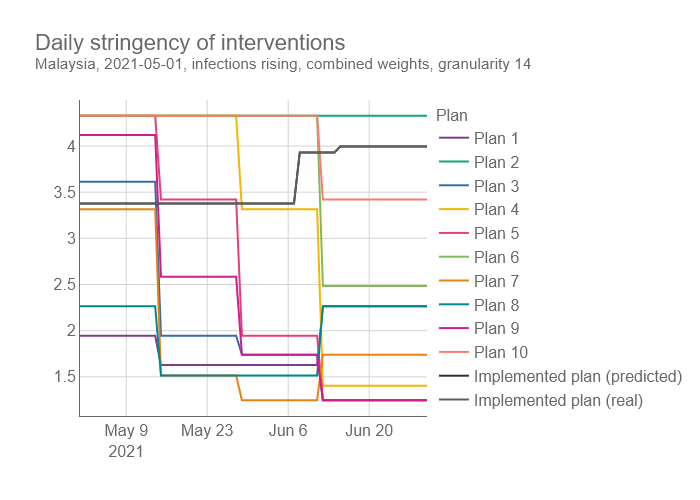 Daily stringency of interventions
Malaysia, 2021-05-01, infections rising, combined weights, granularity 14
4
3.5
3
2.5
2
1.5
May 9
2021
May 23
Jun 6
Jun 20
Plan
Plan 1
Plan 2
Plan 3
Plan 4
Plan 5
Plan 6
Plan 7
Plan 8
Plan 9
Plan 10
Implemented plan (predicted)
Implemented plan (real)